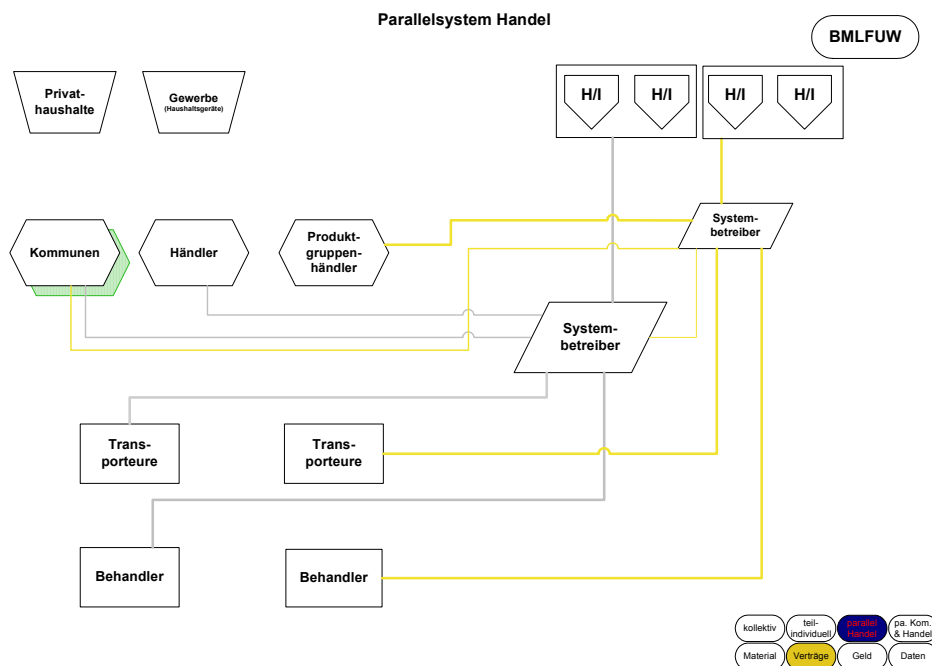 Parallelsystem Handel
BMLFUW
Privat-
haushalte
Gewerbe
(Haushaltsgeräte)
H/I
H/I
H/I
H/I
Kommunen
Händler
Produkt-
gruppen-
händler
System-
betreiber
System-
betreiber
Trans-
porteure
Trans-
porteure
Behandler
Behandler
kollektiv
teil-
individuell
parallel
Handel
pa. Kom.
& Handel
Material
Verträge
Geld
Daten